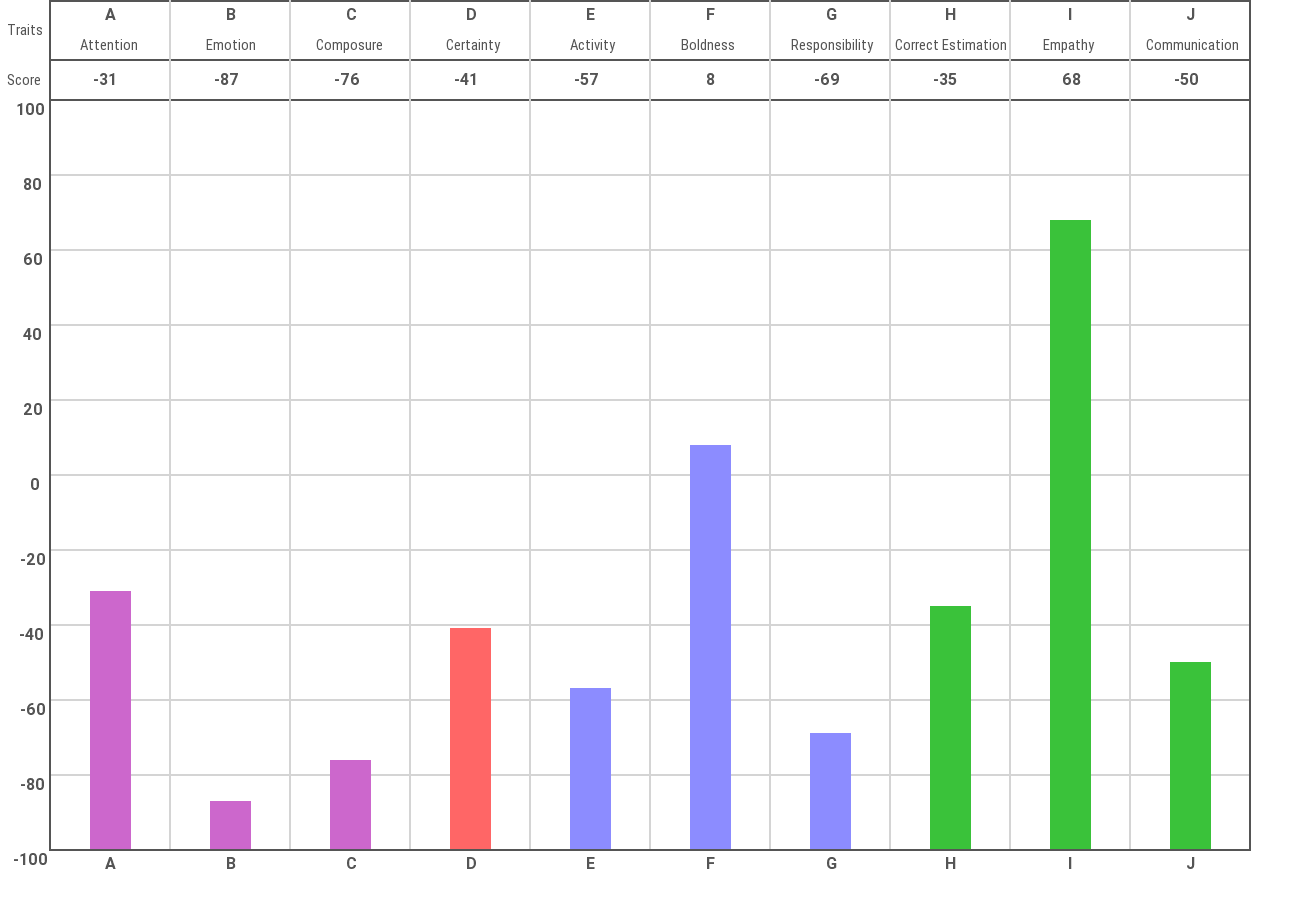 A B C D E F G H I J
Traits
Attention Emotion Composure Certainty Activity Boldness Responsibility Correct Estimation Empathy Communication
Score -31 -87 -76 -41 -57 8 -69 -35 68 -50
100
80
60
40
20
0
-20
-40
-60
-80
-100
A B C D E F G H I J